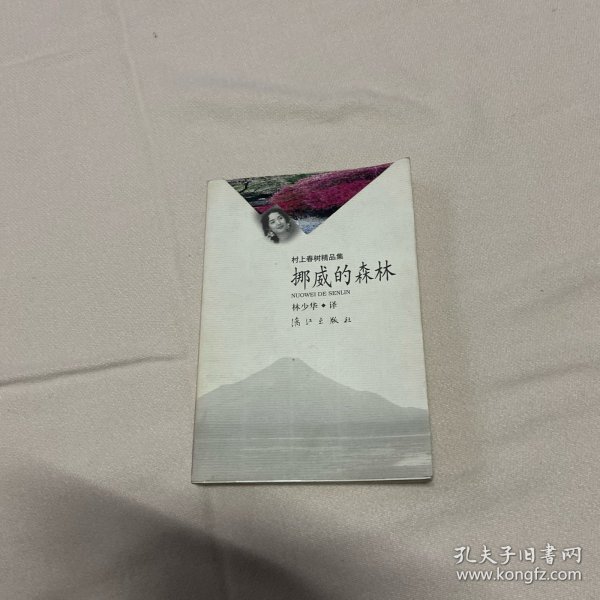 村上春树精品集
挪威的森林
NUOWEI DE SENLIN
林少华◆译
漓江出版社
孔夫子旧书网
www.kongfz.com